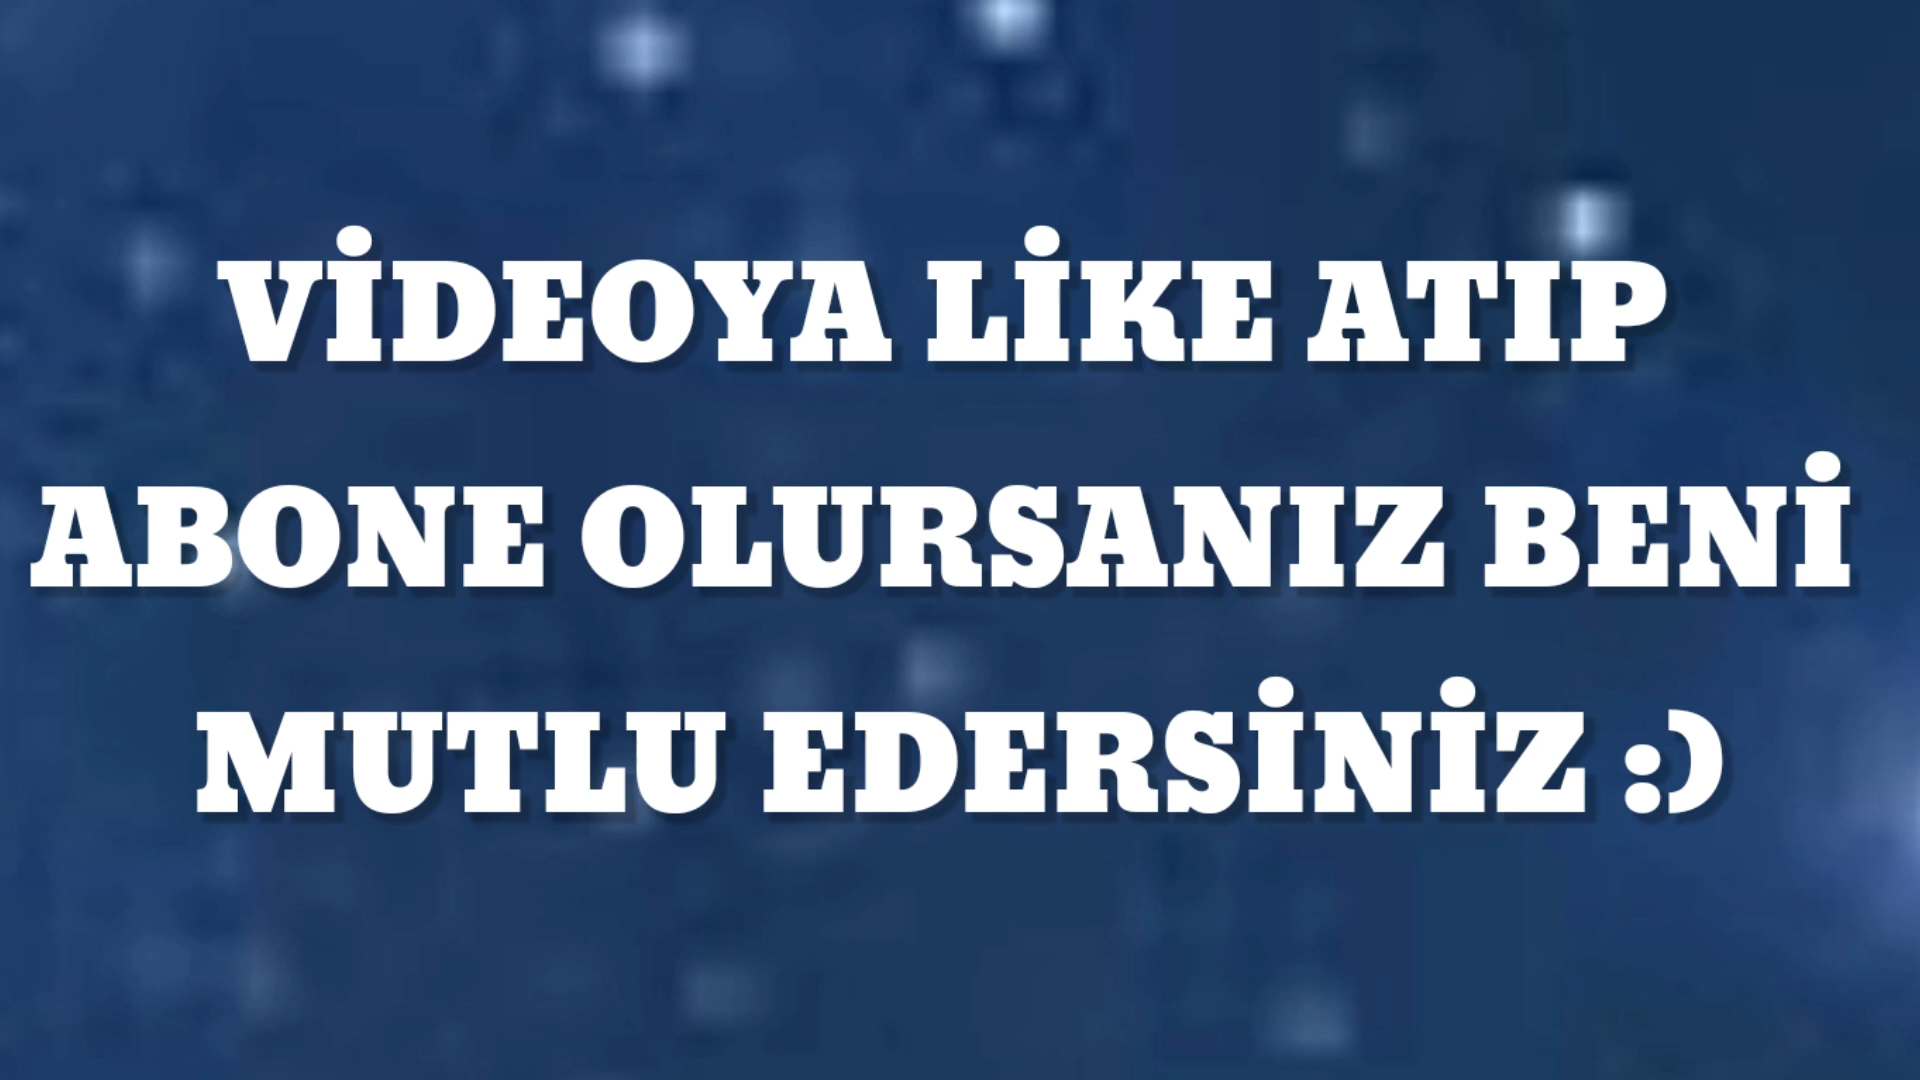 VİDEOYA LİKE ATIP
ABONE OLURSANIZ BENİ
MUTLU EDERSİNİZ :)